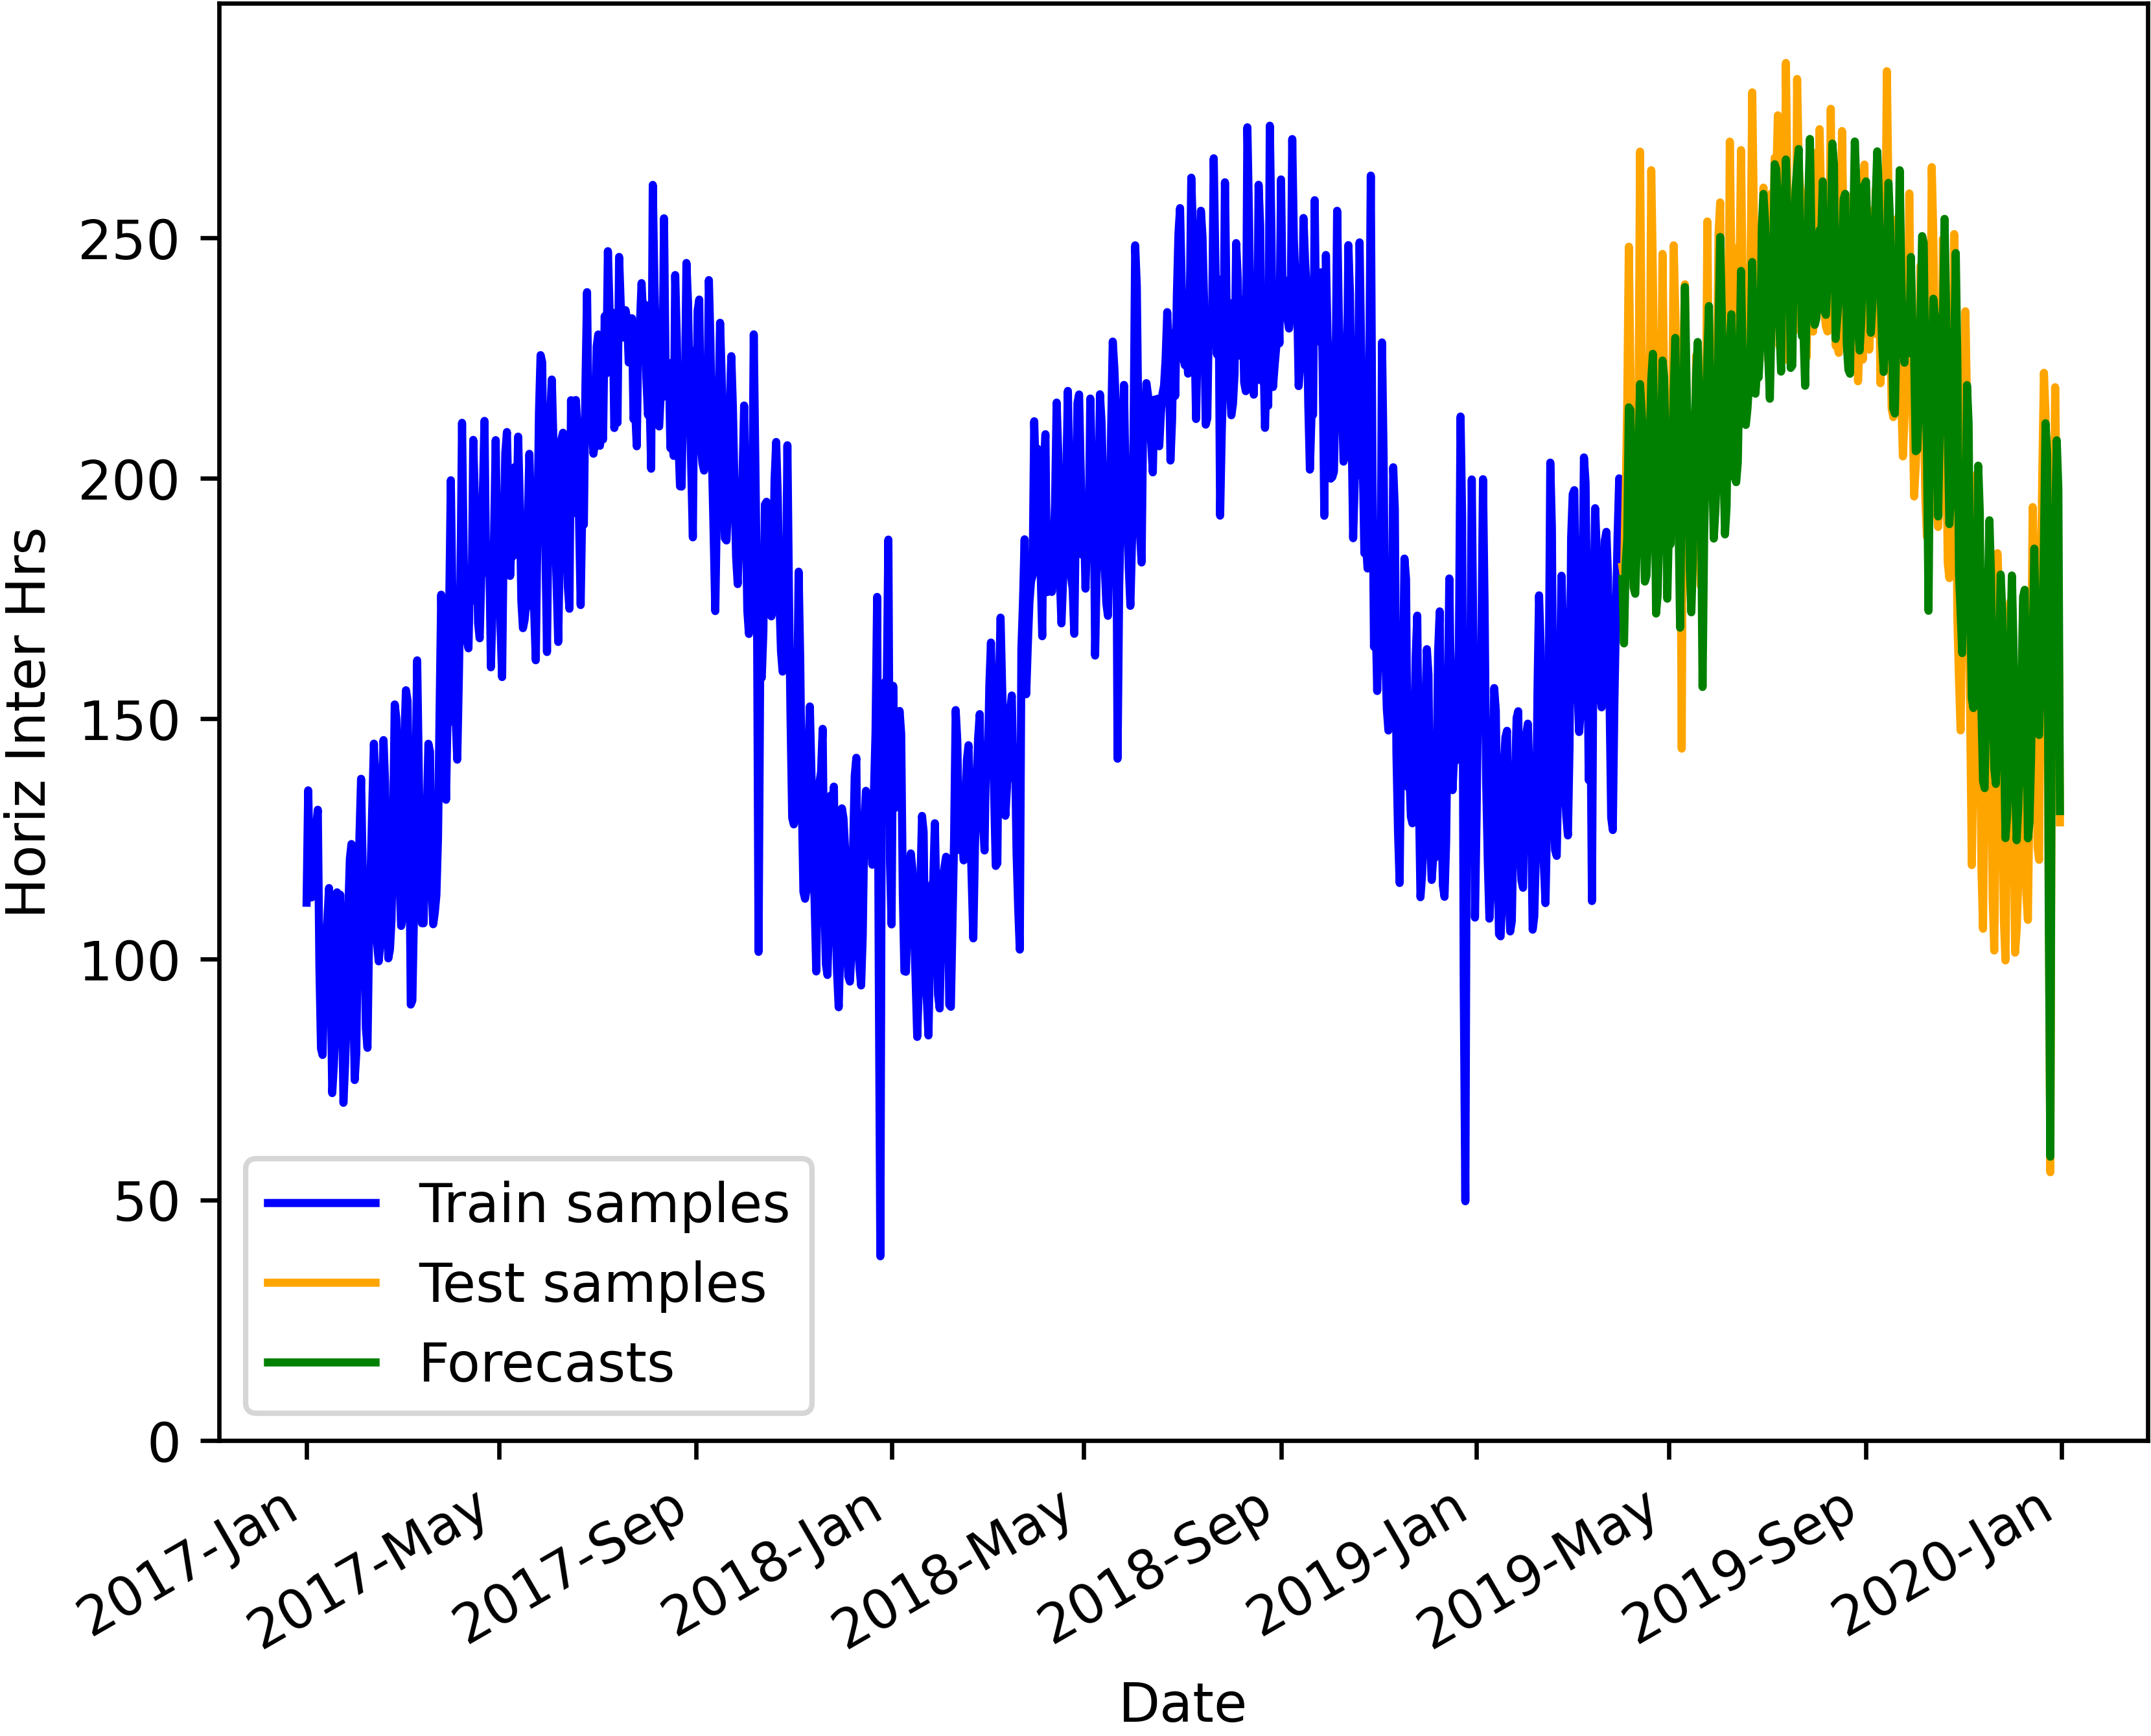 Horiz Inter Hrs
250
200
150
100
50
0
Train samples
Test samples
Forecasts
2017-Jan
2017-May
2017-Sep
2018-Jan
2018-May
2018-Sep
2019-Jan
2019-May
2019-Sep
2020-Jan
Date